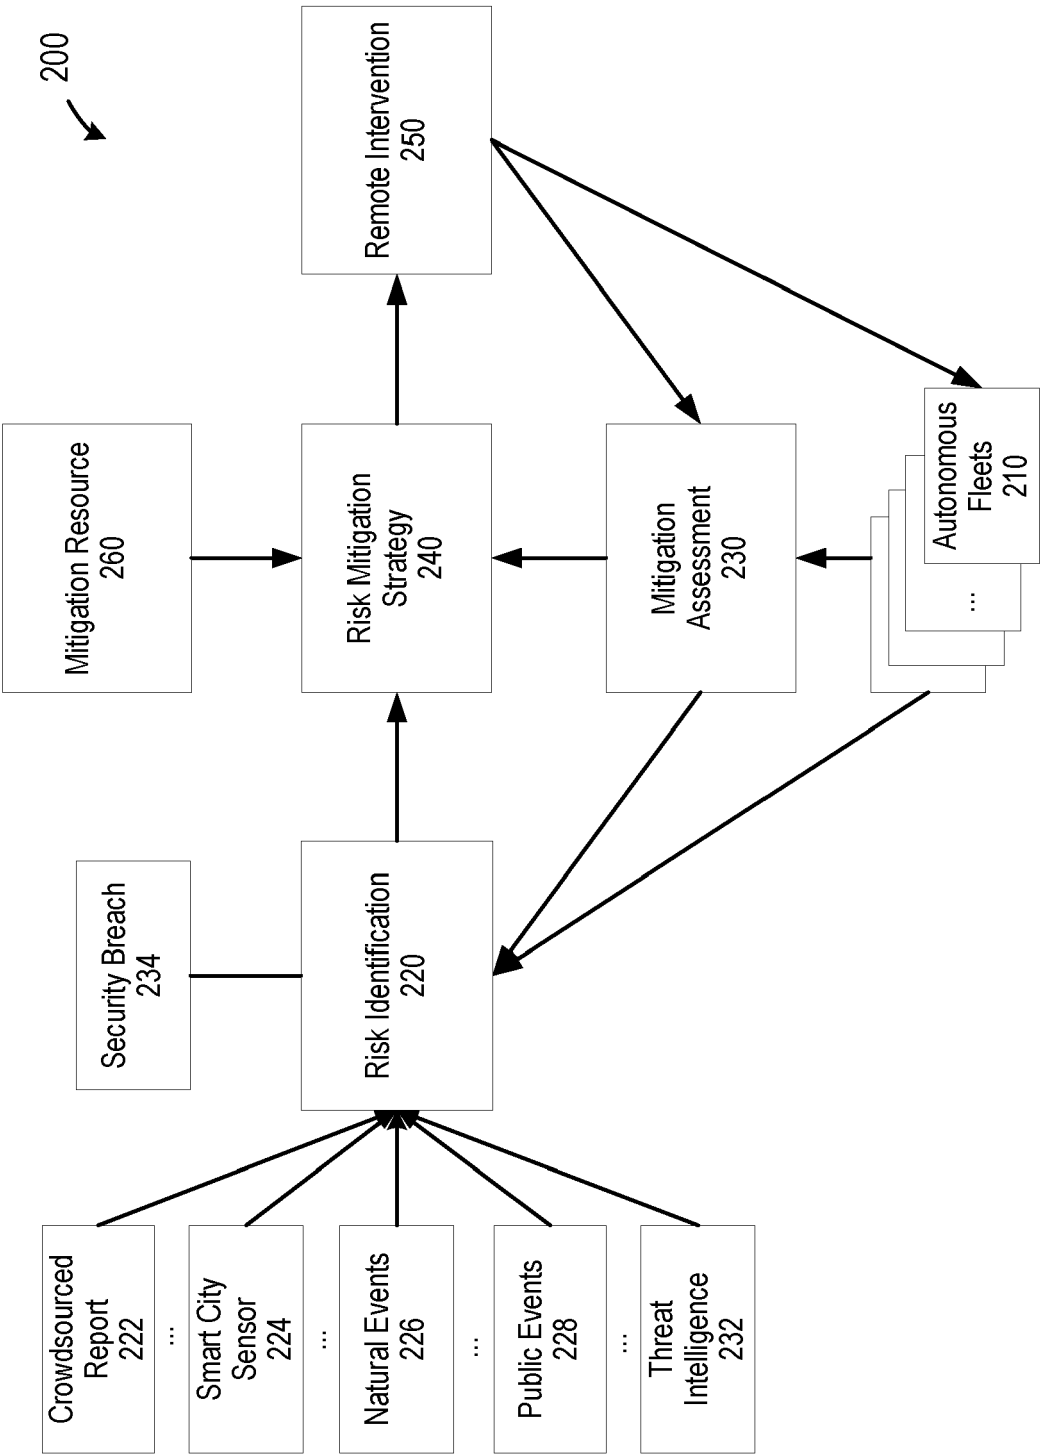 200
Crowdsourced
Report
222
...
Smart City
Sensor
224
...
Natural Events
226
...
Public Events
228
...
Threat
Intelligence
232
Security Breach
234
Risk Identification
220
Mitigation Resource
260
Risk Mitigation
Strategy
240
Mitigation
Assessment
230
Remote Intervention
250
...
Autonomous
Fleets
210